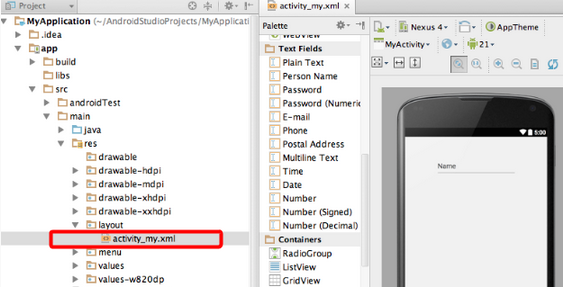 Project
MyApplication (~/AndroidStudioProjects/MyApplication
.idea
app
build
libs
src
androidTest
main
java
res
drawable
drawable-hdpi
drawable-mdpi
drawable-xhdpi
drawable-xxhdpi
layout
activity_my.xml
menu
values
values-w820dp
activity_my.xml
Palette
WebView
Text Fields
Plain Text
Person Name
Password
Password (Numeric
E-mail
Phone
Postal Address
Multiline Text
Time
Date
Number
Number (Signed)
Number (Decimal)
Containers
RadioGroup
ListView
GridView
Nexus 4
AppTheme
MyActivity
21
5:00
Name